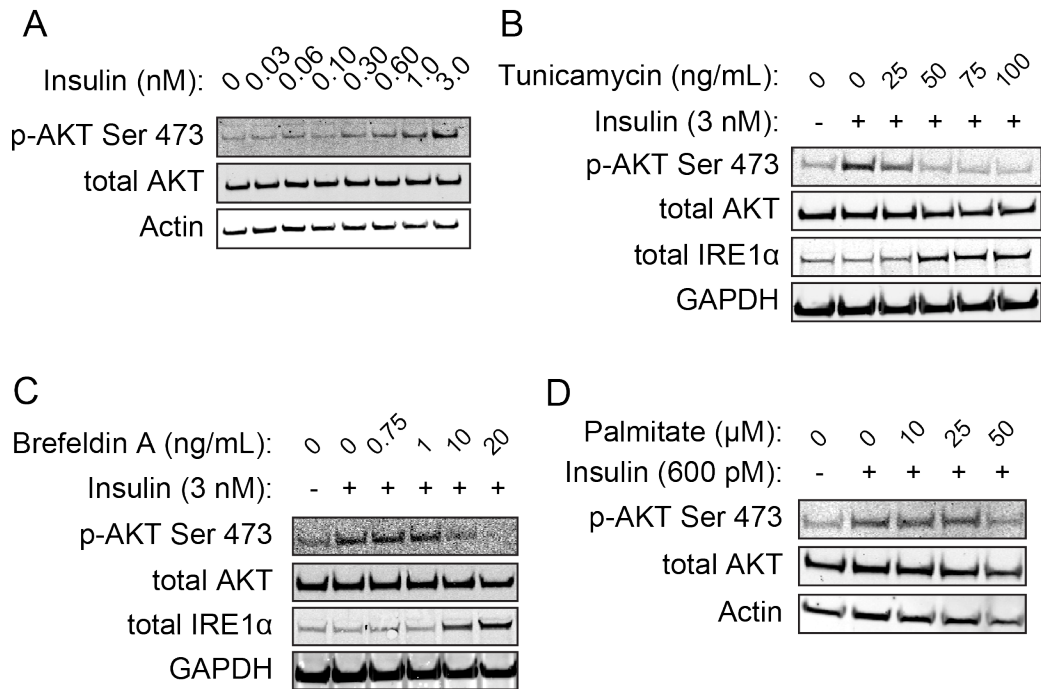 A
Insulin (nM): 0 0.03 0.06 0.10 0.30 0.60 1.0 3.0
p-AKT Ser 473
total AKT
Actin
B
Tunicamycin (ng/mL): 0 0 25 50 75 100
Insulin (3 nM): - + + + + +
p-AKT Ser 473
total AKT
total IRE1α
GAPDH
C
Brefeldin A (ng/mL): 0 0 0.75 1 10 20
Insulin (3 nM): - + + + + +
p-AKT Ser 473
total AKT
total IRE1α
GAPDH
D
Palmitate (µM): 0 0 10 25 50
Insulin (600 pM): - + + + +
p-AKT Ser 473
total AKT
Actin